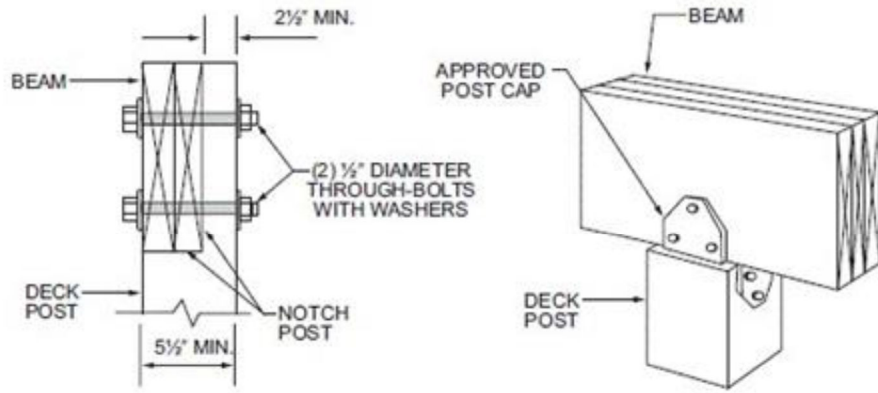 2½" MIN.
BEAM
(2) ½" DIAMETER
THROUGH-BOLTS
WITH WASHERS
DECK
POST
NOTCH
POST
5½" MIN.
BEAM
APPROVED
POST CAP
DECK
POST